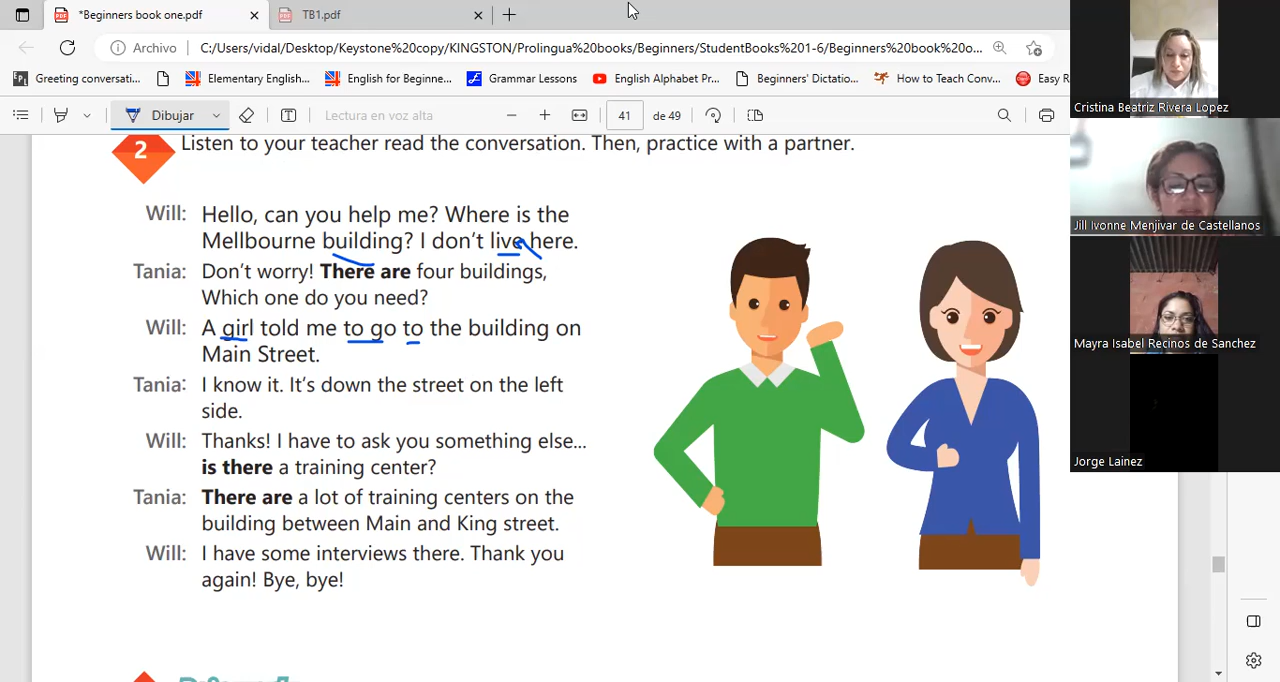 *Beginners book one.pdf
TB1.pdf
Archivo
C:/Users/vidal/Desktop/Keystone%20copy/KINGSTON/Prolingua%20books/Beginners/StudentBooks%201-6/Beginners%20book%20o...
Greeting conversati...
Elementary English...
English for Beginne...
Grammar Lessons
English Alphabet Pr...
Beginners' Dictatio...
How to Teach Conv...
Easy R
Dibujar
Lectura en voz alta
41
de 49
2
Listen to your teacher read the conversation. Then, practice with a partner.
Will: Hello, can you help me? Where is the
Mellbourne building? I don't live here.
Tania: Don't worry! There are four buildings,
Which one do you need?
Will: A girl told me to go to the building on
Main Street.
Tania: I know it. It's down the street on the left
side.
Will: Thanks! I have to ask you something else...
is there a training center?
Tania: There are a lot of training centers on the
building between Main and King street.
Will: I have some interviews there. Thank you
again! Bye, bye!
Cristina Beatriz Rivera Lopez
Jill Ivonne Menjivar de Castellanos
Mayra Isabel Recinos de Sanchez
Jorge Lainez